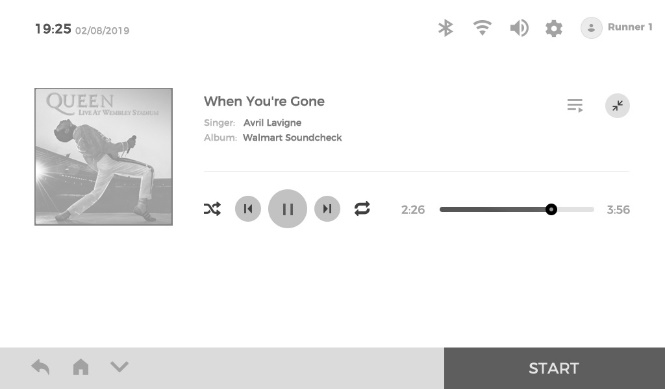 19:25 02/08/2019
Runner 1
QUEEN
LIVE AT WEMBLEY STADIUM
When You're Gone
Singer: Avril Lavigne
Album: Walmart Soundcheck
2:26 3:56
START